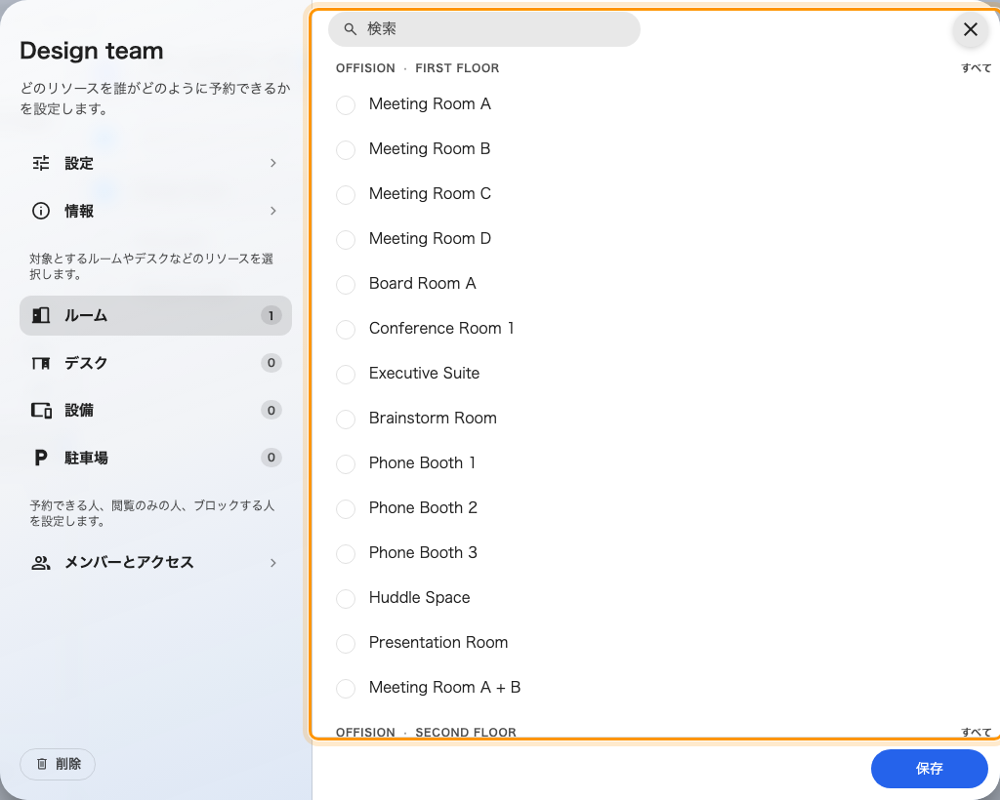 Design team
どのリソースを誰がどのように予約できるか
を設定します。
設定
情報
対象とするルームやデスクなどのリソースを選
択します。
ルーム 1
デスク 0
設備 0
駐車場 0
予約できる人、閲覧のみの人、ブロックする人
を設定します。
メンバーとアクセス
削除
検索
OFFISION · FIRST FLOOR すべて
Meeting Room A
Meeting Room B
Meeting Room C
Meeting Room D
Board Room A
Conference Room 1
Executive Suite
Brainstorm Room
Phone Booth 1
Phone Booth 2
Phone Booth 3
Huddle Space
Presentation Room
Meeting Room A + B
OFFISION · SECOND FLOOR すべて
保存